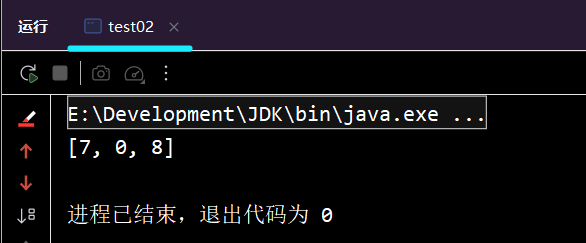 运行
test02
E:\Development\JDK\bin\java.exe ...
[7, 0, 8]
进程已结束，退出代码为 0